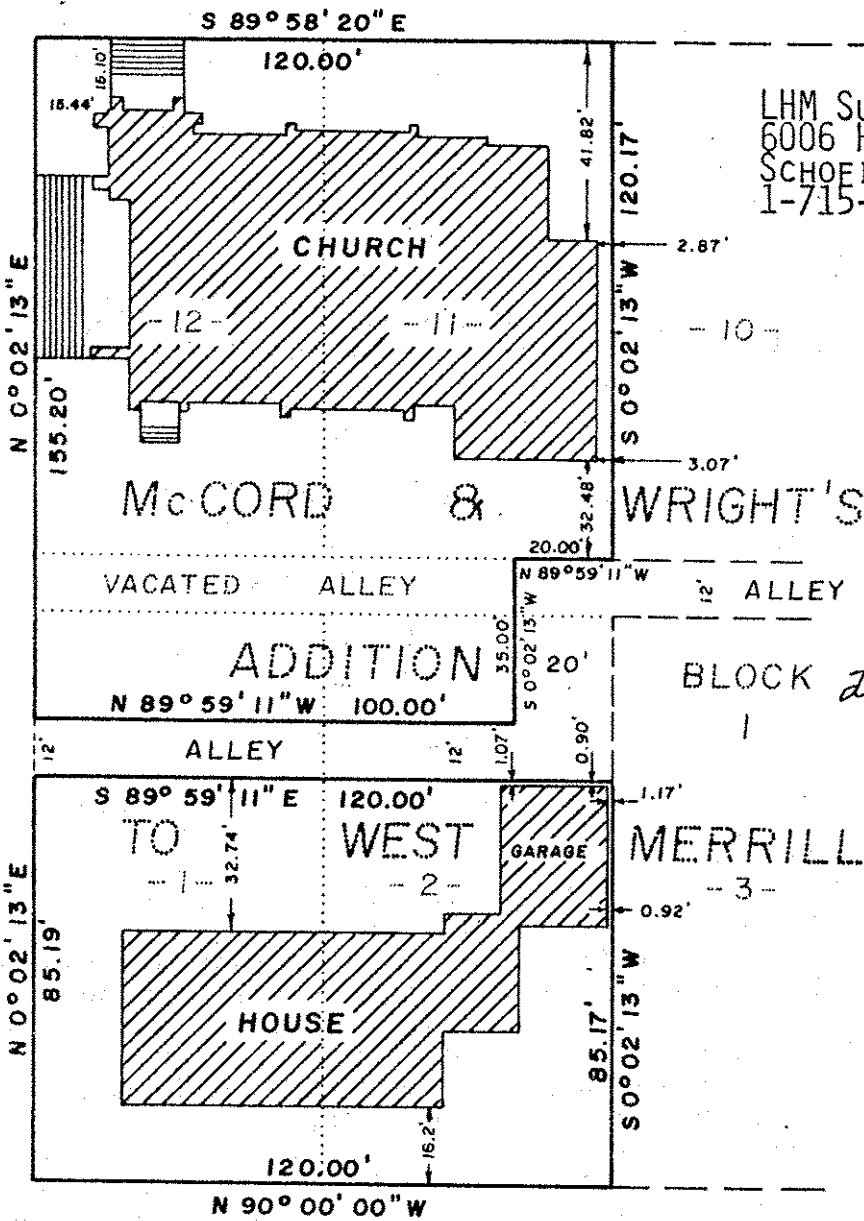 S 89° 58' 20" E
120.00'
15.10'
15.44'
41.82'
120.17'
LHM
6006
1-715-
CHURCH
2.87'
N 0° 02' 13" E
S 0° 02' 13" W
-12-
-11-
-10-
155.20'
3.07'
McCORD & WRIGHT'S
32.48'
20.00'
N 89° 59' 11" W
VACATED ALLEY
12' ALLEY
35.00'
S 0° 02' 13" W
ADDITION
20'
BLOCK 2
1
N 89° 59' 11" W 100.00'
12'
ALLEY
12'
1.07'
0.90'
S 89° 59' 11" E 120.00'
1.17'
TO WEST MERRILL
32.74'
GARAGE
-1-
-2-
-3-
N 0° 02' 13" E
85.19'
0.92'
HOUSE
85.17'
S 0° 02' 13" W
16.2'
120.00'
N 90° 00' 00" W